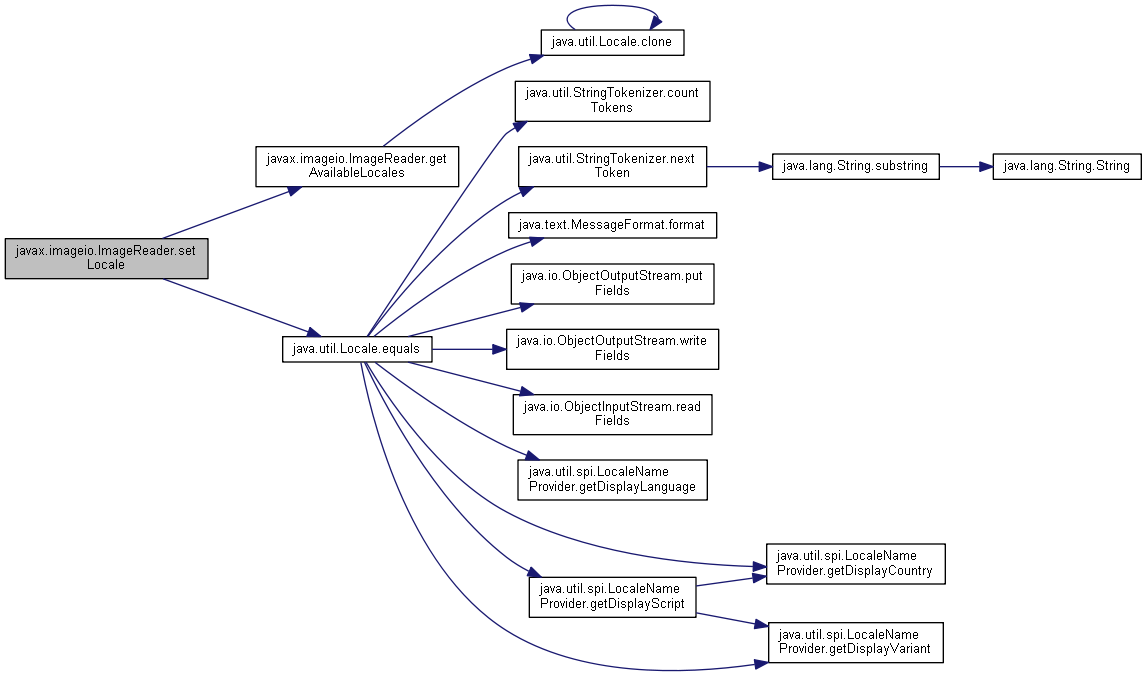 java.util.Locale.clone
java.util.StringTokenizer.count
Tokens
javax.imageio.ImageReader.get
AvailableLocales
java.util.StringTokenizer.next
Token
java.lang.String.substring
java.lang.String.String
java.text.MessageFormat.format
javax.imageio.ImageReader.set
Locale
java.io.ObjectOutputStream.put
Fields
java.util.Locale.equals
java.io.ObjectOutputStream.write
Fields
java.io.ObjectInputStream.read
Fields
java.util.spi.LocaleName
Provider.getDisplayLanguage
java.util.spi.LocaleName
Provider.getDisplayCountry
java.util.spi.LocaleName
Provider.getDisplayScript
java.util.spi.LocaleName
Provider.getDisplayVariant